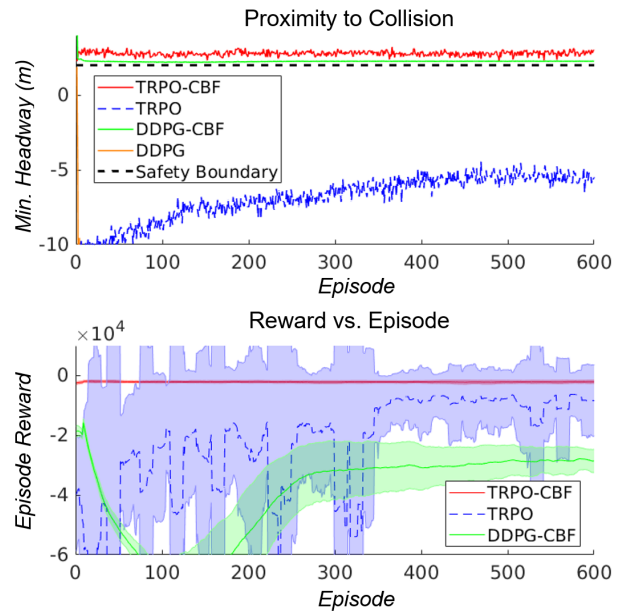 Proximity to Collision
Min. Headway (m)
0
-5
-10
TRPO-CBF
TRPO
DDPG-CBF
DDPG
Safety Boundary
0 100 200 300 400 500 600
Episode
Reward vs. Episode
×10⁴
Episode Reward
0
-2
-4
-6
TRPO-CBF
TRPO
DDPG-CBF
0 100 200 300 400 500 600
Episode